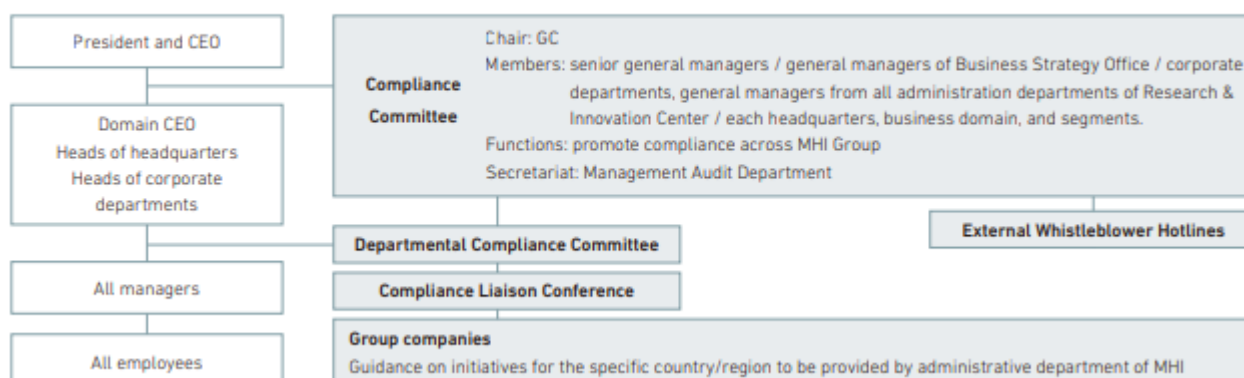 President and CEO
Domain CEO
Heads of headquarters
Heads of corporate
departments
All managers
All employees
Compliance
Committee
Chair: GC
Members: senior general managers / general managers of Business Strategy Office / corporate
departments, general managers from all administration departments of Research &
Innovation Center / each headquarters, business domain, and segments.
Functions: promote compliance across MHI Group
Secretariat: Management Audit Department
External Whistleblower Hotlines
Departmental Compliance Committee
Compliance Liaison Conference
Group companies
Guidance on initiatives for the specific country/region to be provided by administrative department of MHI